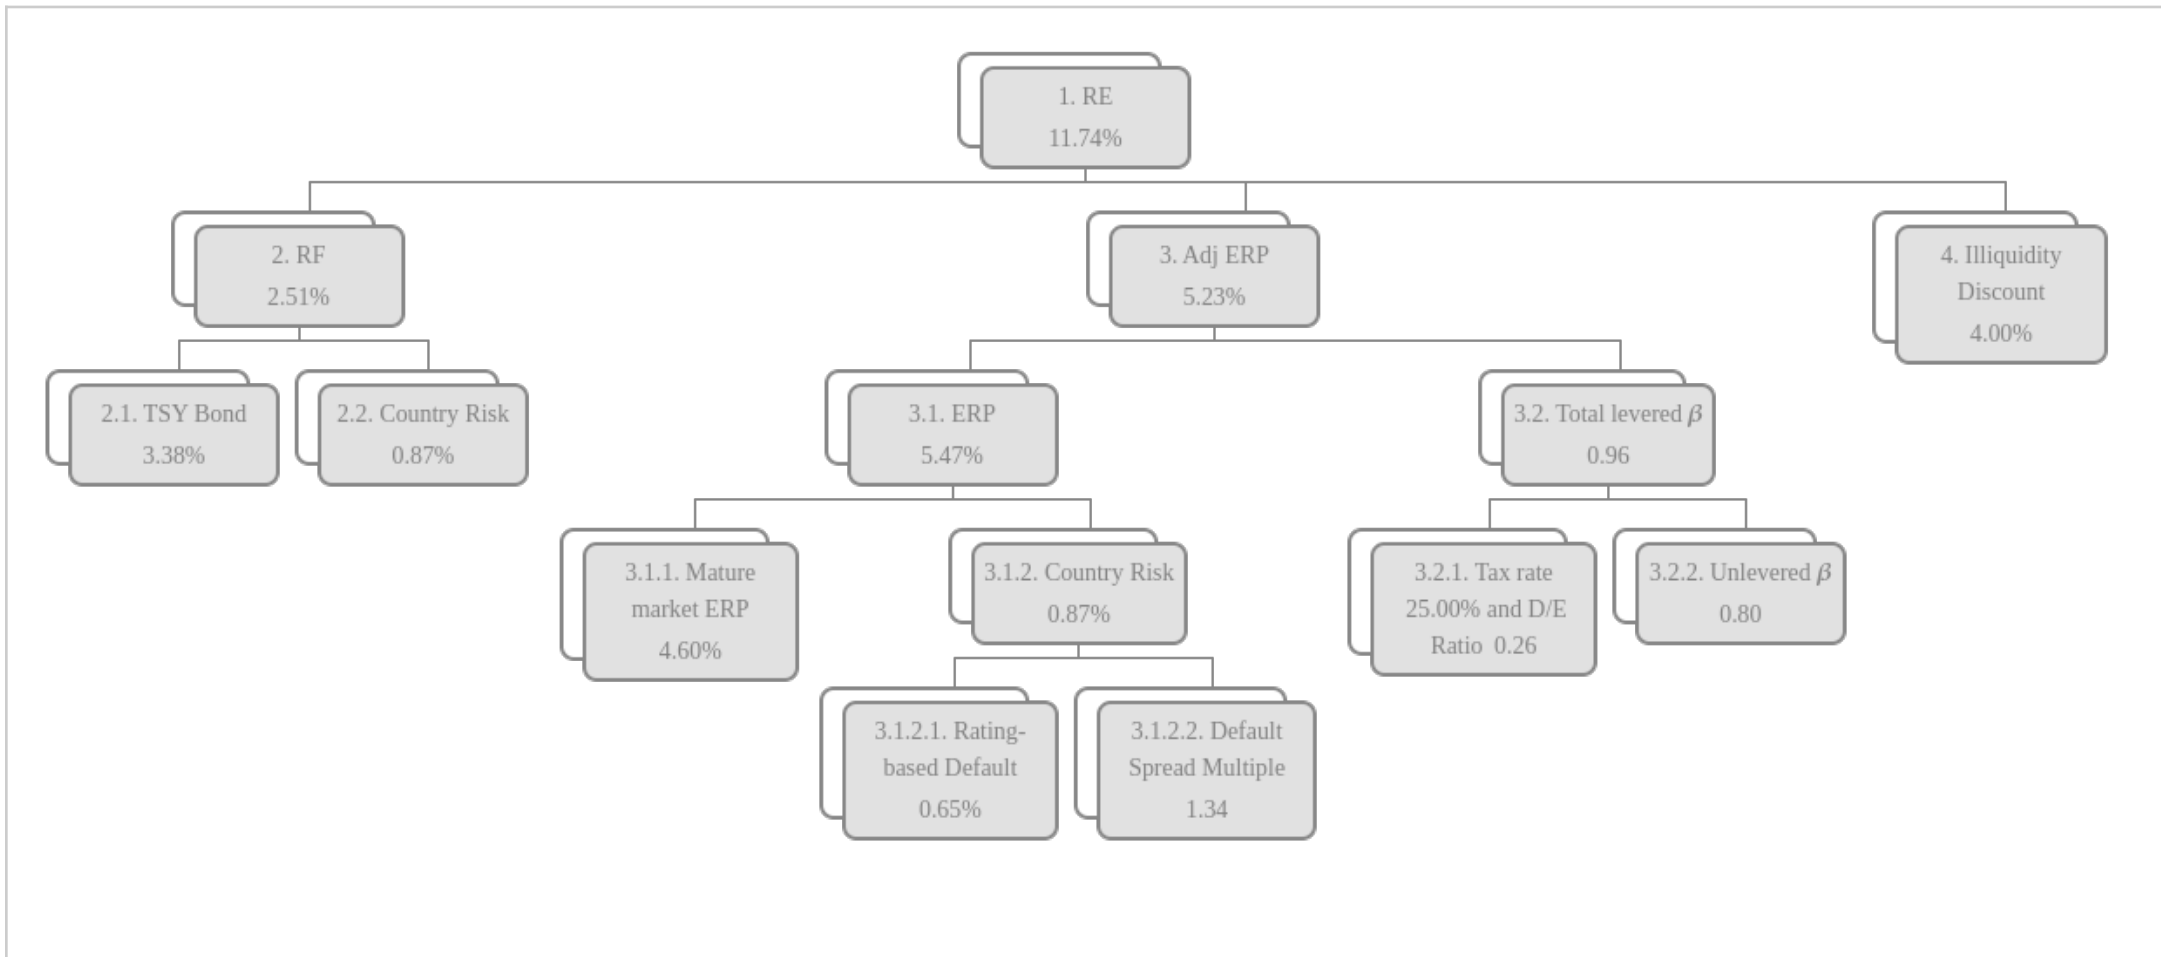 1. RE
11.74%
2. RF
2.51%
3. Adj ERP
5.23%
4. Illiquidity
Discount
4.00%
2.1. TSY Bond
3.38%
2.2. Country Risk
0.87%
3.1. ERP
5.47%
3.2. Total levered β
0.96
3.1.1. Mature
market ERP
4.60%
3.1.2. Country Risk
0.87%
3.2.1. Tax rate
25.00% and D/E
Ratio 0.26
3.2.2. Unlevered β
0.80
3.1.2.1. Rating-
based Default
0.65%
3.1.2.2. Default
Spread Multiple
1.34